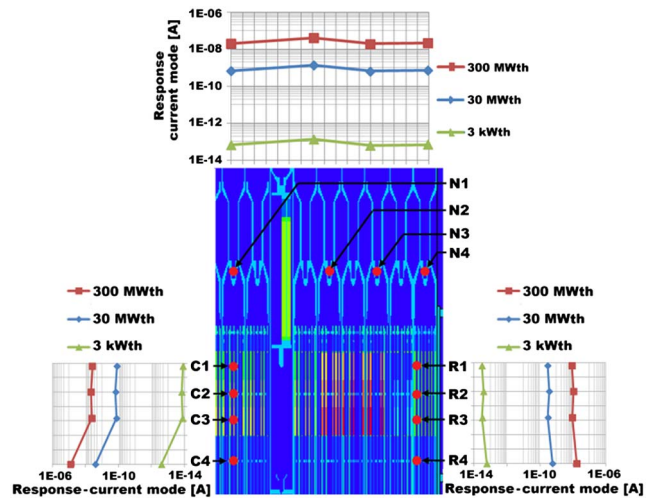 1E-06
1E-08
1E-10
1E-12
1E-14
Response
current mode [A]
300 MWth
30 MWth
3 kWth
N1
N2
N3
N4
300 MWth
30 MWth
3 kWth
300 MWth
30 MWth
3 kWth
C1
C2
C3
C4
R1
R2
R3
R4
1E-06
1E-10
1E-14
Response-current mode [A]
1E-14
1E-10
1E-06
Response-current mode [A]